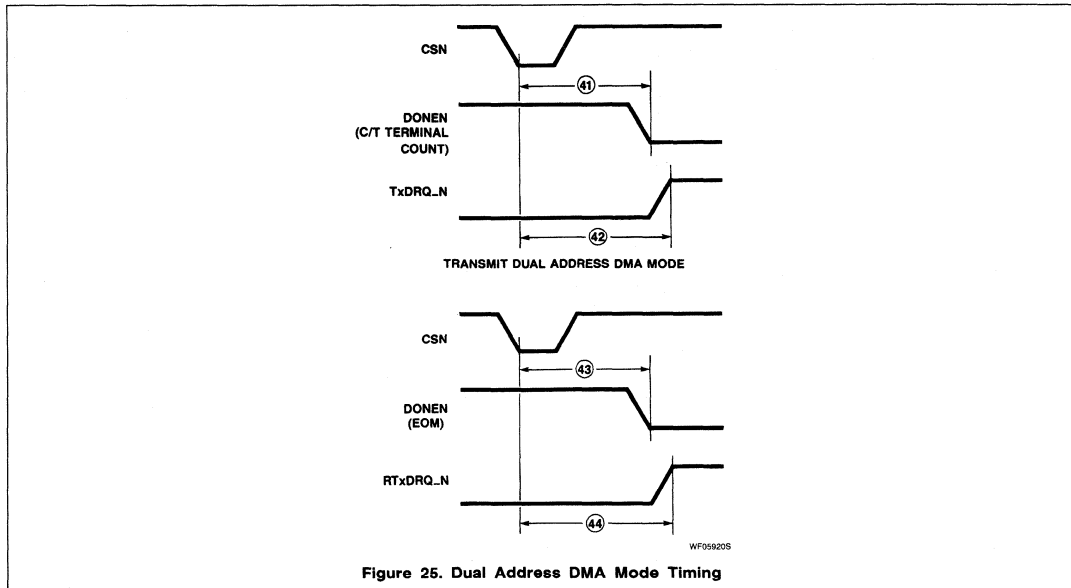 CSN
41
DONEN
(C/T TERMINAL
COUNT)
TxDRQ_N
42
TRANSMIT DUAL ADDRESS DMA MODE
CSN
43
DONEN
(EOM)
RTxDRQ_N
44
WF05920S
Figure 25. Dual Address DMA Mode Timing